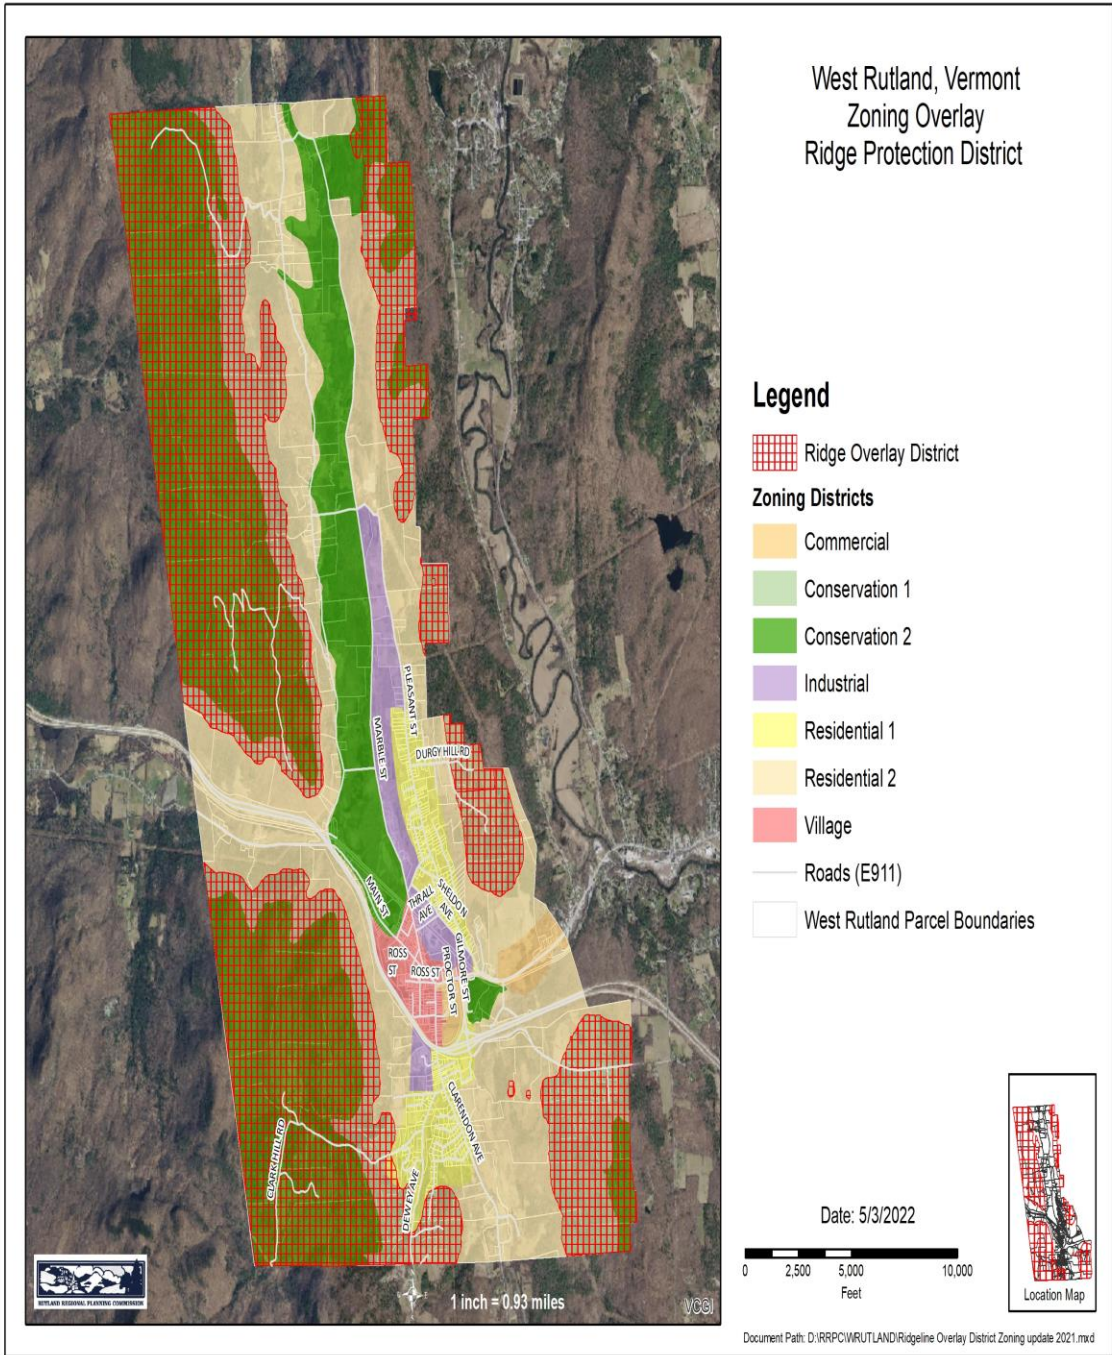 West Rutland, Vermont
Zoning Overlay
Ridge Protection District
Legend
Ridge Overlay District
Zoning Districts
Commercial
Conservation 1
Conservation 2
Industrial
Residential 1
Residential 2
Village
Roads (E911)
West Rutland Parcel Boundaries
PLEASANT ST
MARBLE ST
DURGY HILL RD
MAIN ST
THRALL
AVE
SHELDON
AVE
ROSS
ST
ROSS ST
GILMORE ST
PROCTOR ST
CLARENDON AVE
CLARK HILL RD
DEWEY AVE
RUTLAND REGIONAL PLANNING COMMISSION
1 inch = 0.93 miles
VCGI
Date: 5/3/2022
0 2,500 5,000 10,000
Feet
Location Map
Document Path: D:\RRPC\WRUTLAND\Ridgeline Overlay District Zoning update 2021.mxd